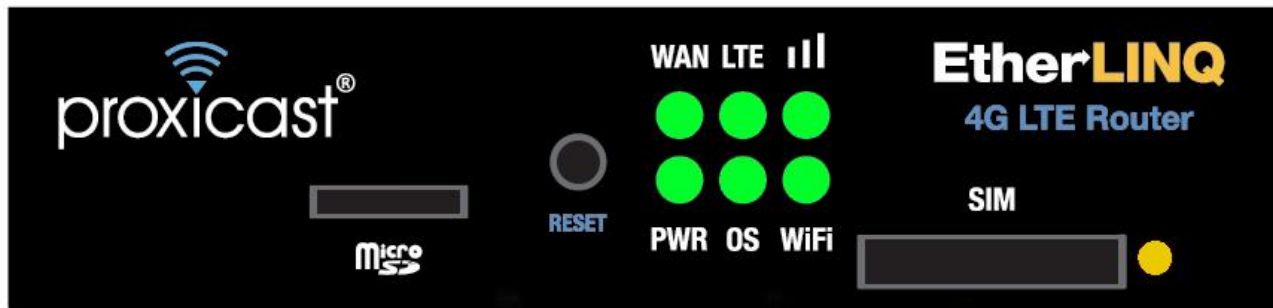 proxicast®
Micro SD
RESET
WAN LTE
PWR OS WiFi
EtherLINQ
4G LTE Router
SIM